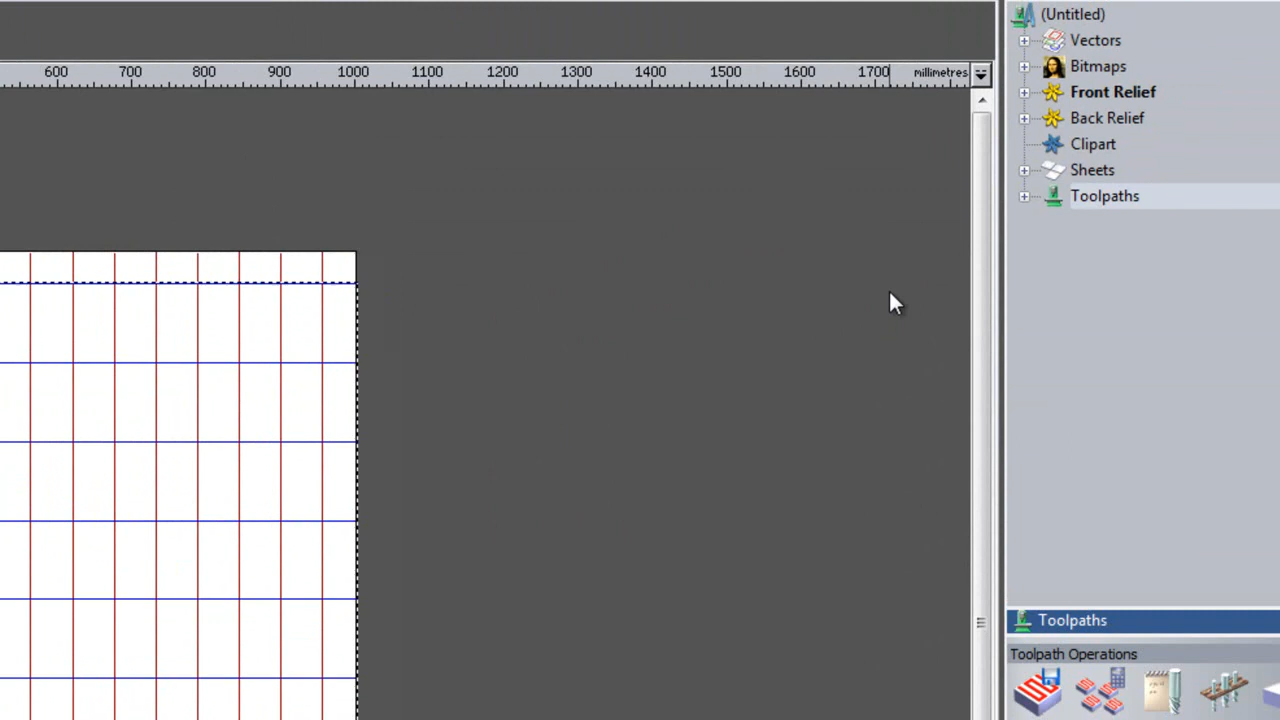 (Untitled)
Vectors
600 700 800 900 1000 1100 1200 1300 1400 1500 1600 1700 millimetres
Bitmaps
Front Relief
Back Relief
Clipart
Sheets
Toolpaths
Toolpaths
Toolpath Operations